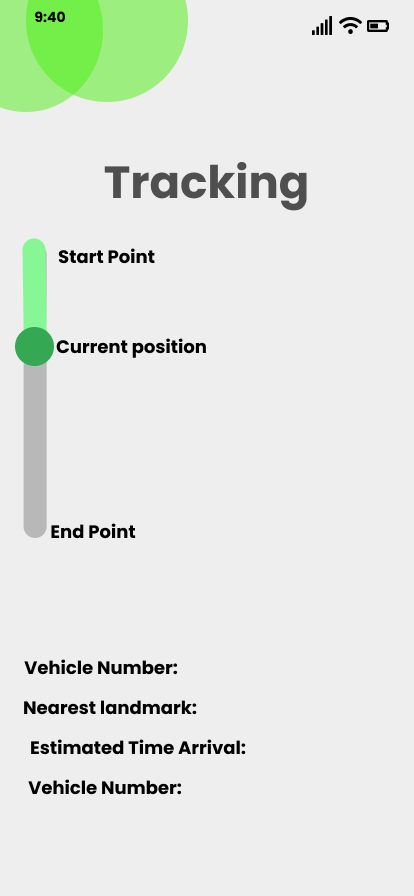 9:40
Tracking
Start Point
Current position
End Point
Vehicle Number:
Nearest landmark:
Estimated Time Arrival:
Vehicle Number: